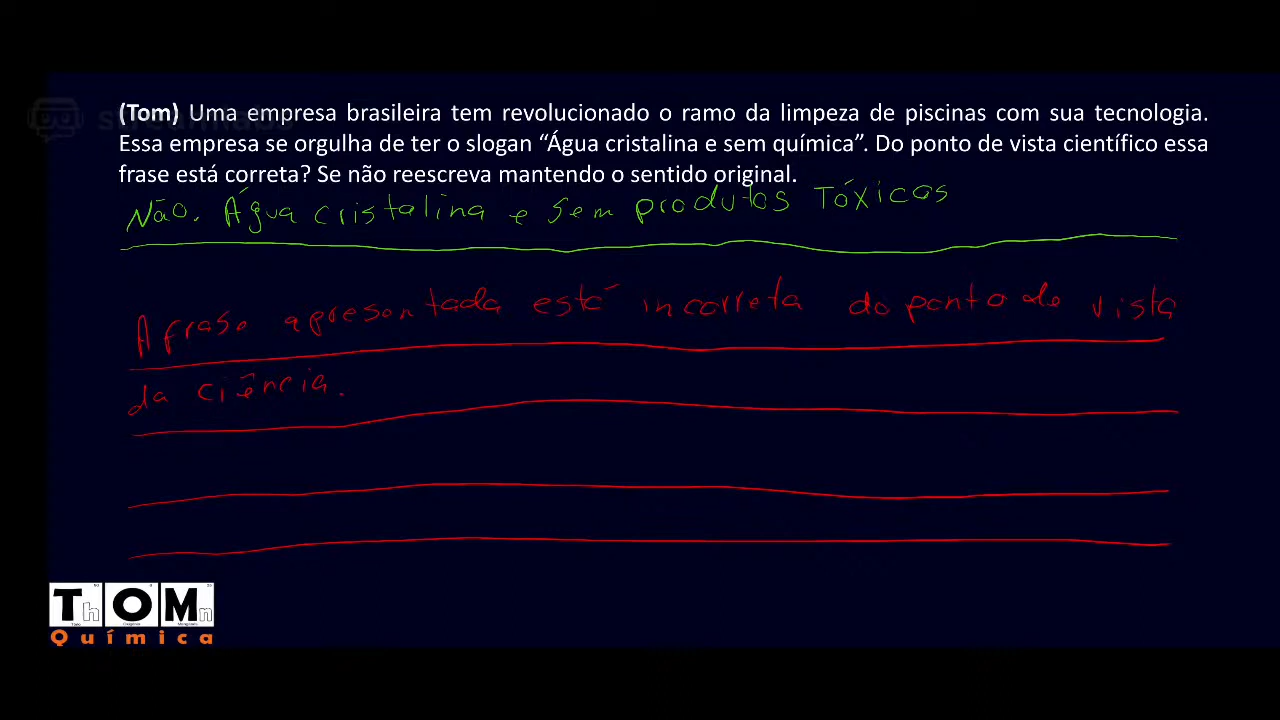 (Tom) Uma empresa brasileira tem revolucionado o ramo da limpeza de piscinas com sua tecnologia.
Essa empresa se orgulha de ter o slogan “Água cristalina e sem química”. Do ponto de vista científico essa
frase está correta? Se não reescreva mantendo o sentido original.
Não. Água cristalina e sem produtos Tóxicos
A frase apresentada está incorreta do ponto de vista
da ciência.
Th O Mn
Química